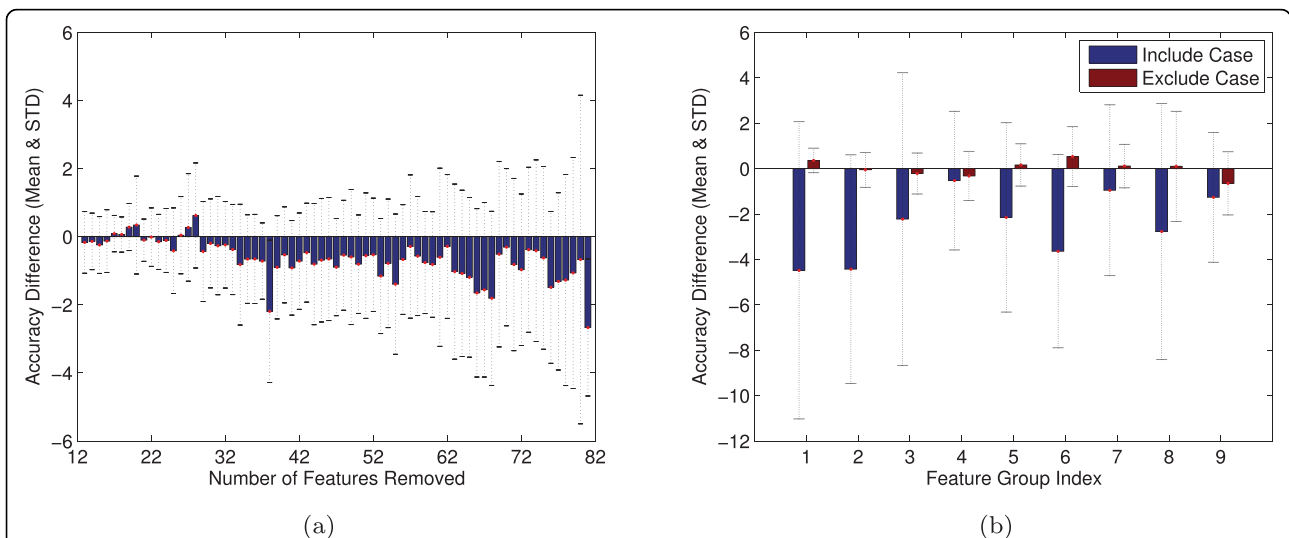 Accuracy Difference (Mean & STD)
6
4
2
0
−2
−4
−6
12 22 32 42 52 62 72 82
Number of Features Removed
(a)
Accuracy Difference (Mean & STD)
6
4
2
0
−2
−4
−6
−8
−10
−12
Include Case
Exclude Case
1 2 3 4 5 6 7 8 9
Feature Group Index
(b)